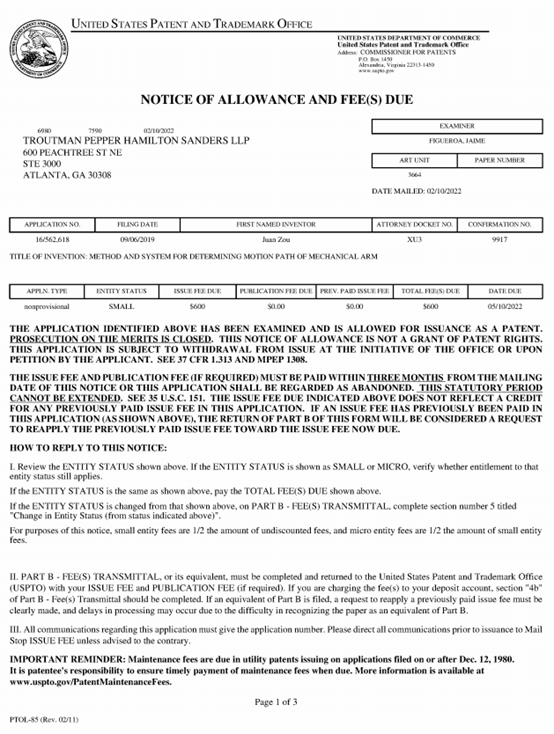 UNITED STATES PATENT AND TRADEMARK OFFICE
UNITED STATES DEPARTMENT OF COMMERCE
United States Patent and Trademark Office
Address: COMMISSIONER FOR PATENTS
P.O. Box 1450
Alexandria, Virginia 22313-1450
www.uspto.gov
NOTICE OF ALLOWANCE AND FEE(S) DUE
6980 7590 02/10/2022
TROUTMAN PEPPER HAMILTON SANDERS LLP
600 PEACHTREE ST NE
STE 3000
ATLANTA, GA 30308
EXAMINER
FIGUEROA, JAIME
ART UNIT PAPER NUMBER
3664
DATE MAILED: 02/10/2022
APPLICATION NO. FILING DATE FIRST NAMED INVENTOR ATTORNEY DOCKET NO. CONFIRMATION NO.
16/562,618 09/06/2019 Juan Zou XU3 9917
TITLE OF INVENTION: METHOD AND SYSTEM FOR DETERMINING MOTION PATH OF MECHANICAL ARM
APPLN. TYPE ENTITY STATUS ISSUE FEE DUE PUBLICATION FEE DUE PREV. PAID ISSUE FEE TOTAL FEE(S) DUE DATE DUE
nonprovisional SMALL $600 $0.00 $0.00 $600 05/10/2022
THE APPLICATION IDENTIFIED ABOVE HAS BEEN EXAMINED AND IS ALLOWED FOR ISSUANCE AS A PATENT.
PROSECUTION ON THE MERITS IS CLOSED. THIS NOTICE OF ALLOWANCE IS NOT A GRANT OF PATENT RIGHTS.
THIS APPLICATION IS SUBJECT TO WITHDRAWAL FROM ISSUE AT THE INITIATIVE OF THE OFFICE OR UPON
PETITION BY THE APPLICANT. SEE 37 CFR 1.313 AND MPEP 1308.
THE ISSUE FEE AND PUBLICATION FEE (IF REQUIRED) MUST BE PAID WITHIN THREE MONTHS FROM THE MAILING
DATE OF THIS NOTICE OR THIS APPLICATION SHALL BE REGARDED AS ABANDONED. THIS STATUTORY PERIOD
CANNOT BE EXTENDED. SEE 35 U.S.C. 151. THE ISSUE FEE DUE INDICATED ABOVE DOES NOT REFLECT A CREDIT
FOR ANY PREVIOUSLY PAID ISSUE FEE IN THIS APPLICATION. IF AN ISSUE FEE HAS PREVIOUSLY BEEN PAID IN
THIS APPLICATION (AS SHOWN ABOVE), THE RETURN OF PART B OF THIS FORM WILL BE CONSIDERED A REQUEST
TO REAPPLY THE PREVIOUSLY PAID ISSUE FEE TOWARD THE ISSUE FEE NOW DUE.
HOW TO REPLY TO THIS NOTICE:
I. Review the ENTITY STATUS shown above. If the ENTITY STATUS is shown as SMALL or MICRO, verify whether entitlement to that
entity status still applies.
If the ENTITY STATUS is the same as shown above, pay the TOTAL FEE(S) DUE shown above.
If the ENTITY STATUS is changed from that shown above, on PART B - FEE(S) TRANSMITTAL, complete section number 5 titled
"Change in Entity Status (from status indicated above)".
For purposes of this notice, small entity fees are 1/2 the amount of undiscounted fees, and micro entity fees are 1/2 the amount of small entity
fees.
II. PART B - FEE(S) TRANSMITTAL, or its equivalent, must be completed and returned to the United States Patent and Trademark Office
(USPTO) with your ISSUE FEE and PUBLICATION FEE (if required). If you are charging the fee(s) to your deposit account, section "4b"
of Part B - Fee(s) Transmittal should be completed. If an equivalent of Part B is filed, a request to reapply a previously paid issue fee must be
clearly made, and delays in processing may occur due to the difficulty in recognizing the paper as an equivalent of Part B.
III. All communications regarding this application must give the application number. Please direct all communications prior to issuance to Mail
Stop ISSUE FEE unless advised to the contrary.
IMPORTANT REMINDER: Maintenance fees are due in utility patents issuing on applications filed on or after Dec. 12, 1980.
It is patentee's responsibility to ensure timely payment of maintenance fees when due. More information is available at
www.uspto.gov/PatentMaintenanceFees.
Page 1 of 3
PTOL-85 (Rev. 02/11)